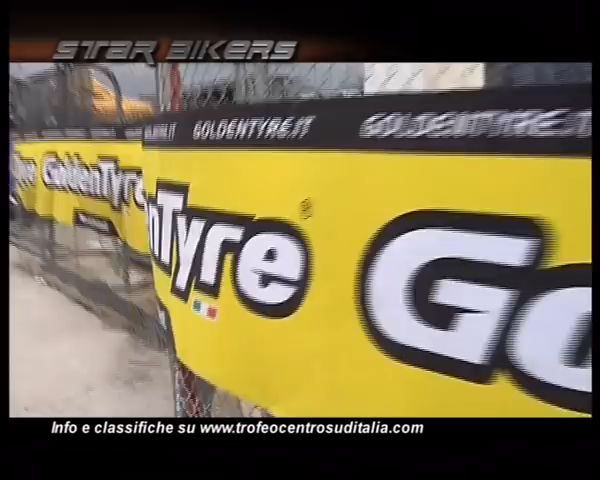 STAR BIKERS
GOLDENTYRE.IT GOLDENTYRE.IT
GoldenTyre
nTyre Go
Info e classifiche su www.trofeocentrosuditalia.com